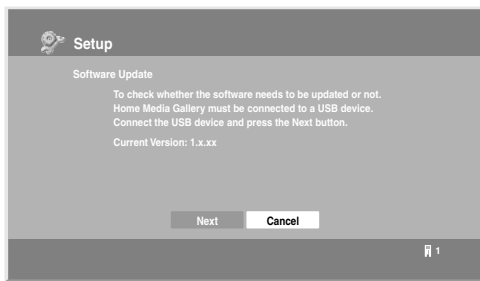 Setup
Software Update
To check whether the software needs to be updated or not.
Home Media Gallery must be connected to a USB device.
Connect the USB device and press the Next button.
Current Version: 1.x.xx
Next
Cancel
1